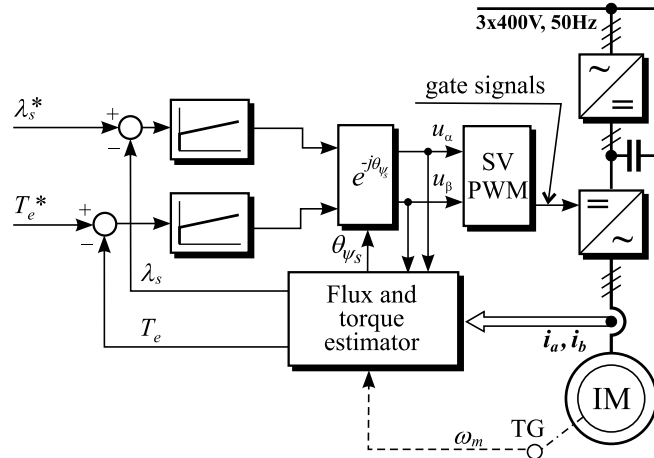 3x400V, 50Hz
gate signals
~
=
λs*
+
−
e^-jθψs
uα
uβ
SV
PWM
=
~
Te*
+
−
θψs
λs
Te
Flux and
torque
estimator
ia, ib
IM
TG
ωm